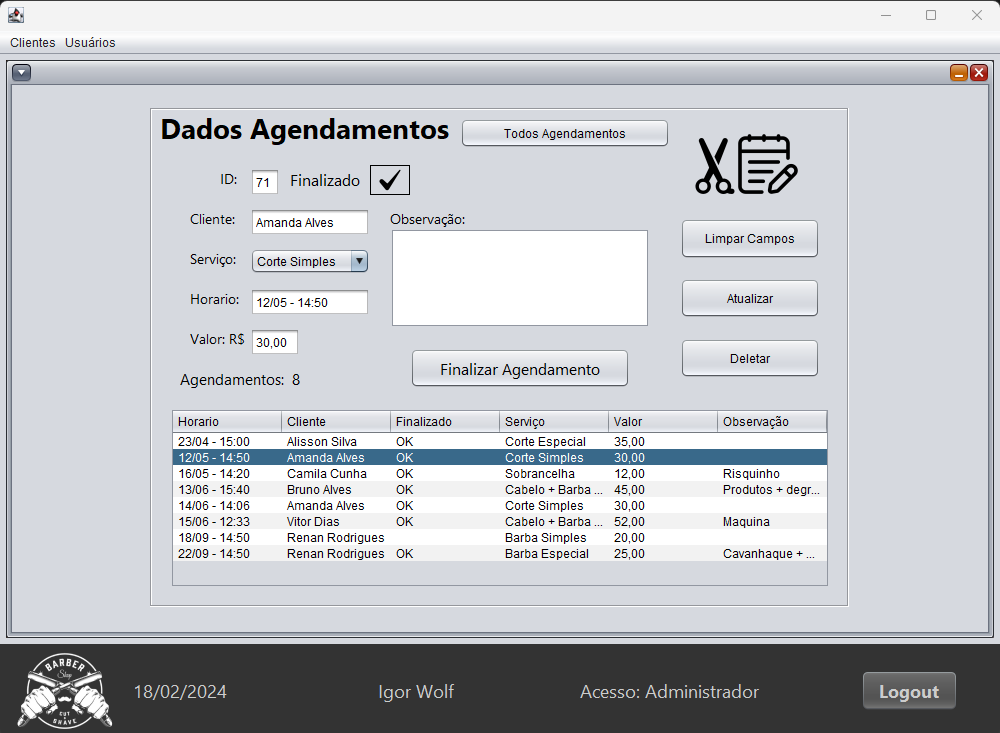 Clientes Usuários
Dados Agendamentos Todos Agendamentos
ID: 71 Finalizado
Cliente: Amanda Alves Observação:
Limpar Campos
Serviço: Corte Simples
Horario: 12/05 - 14:50 Atualizar
Valor: R$ 30,00
Finalizar Agendamento Deletar
Agendamentos: 8
Horario Cliente Finalizado Serviço Valor Observação
23/04 - 15:00 Alisson Silva OK Corte Especial 35,00
12/05 - 14:50 Amanda Alves OK Corte Simples 30,00
16/05 - 14:20 Camila Cunha OK Sobrancelha 12,00 Risquinho
13/06 - 15:40 Bruno Alves OK Cabelo + Barba ... 45,00 Produtos + degr...
14/06 - 14:06 Amanda Alves OK Corte Simples 30,00
15/06 - 12:33 Vitor Dias OK Cabelo + Barba ... 52,00 Maquina
18/09 - 14:50 Renan Rodrigues Barba Simples 20,00
22/09 - 14:50 Renan Rodrigues OK Barba Especial 25,00 Cavanhaque + ...
BARBER
Shop
CUT
SHAVE
18/02/2024 Igor Wolf Acesso: Administrador Logout